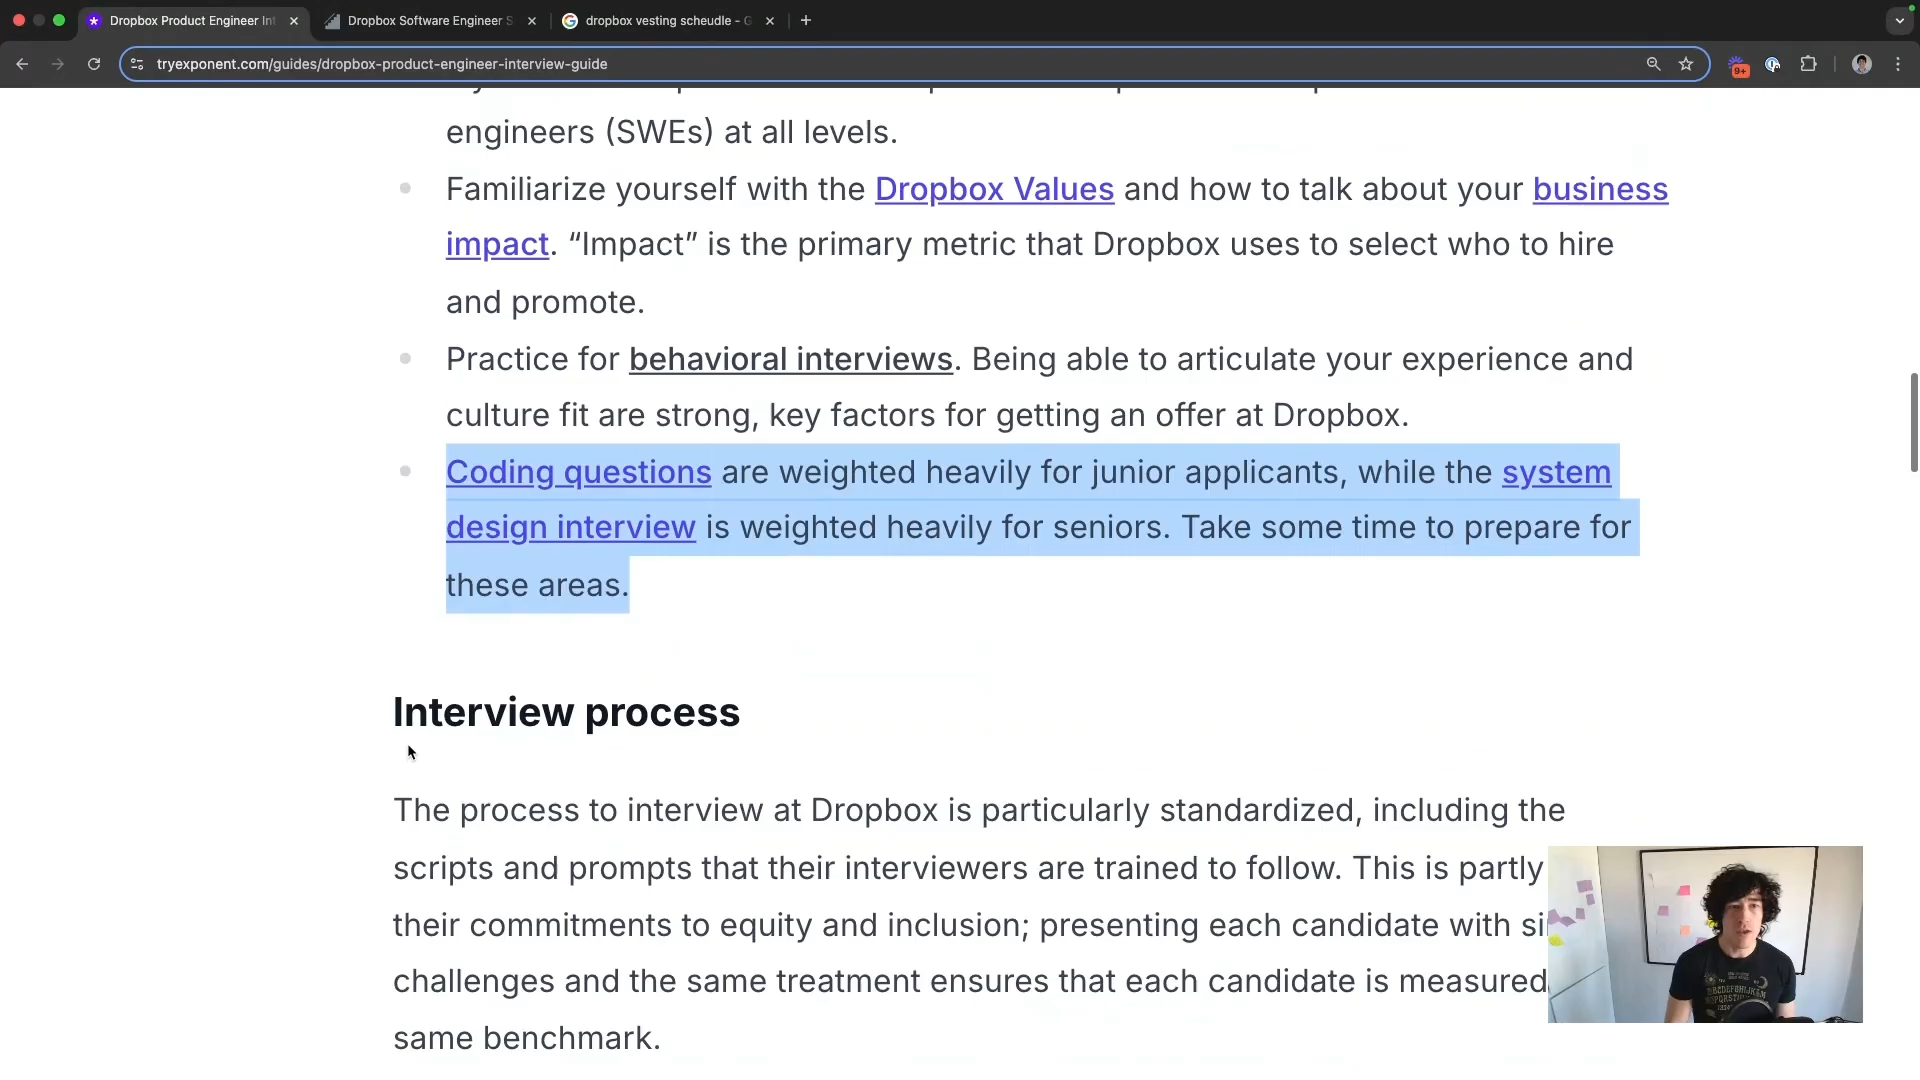 Dropbox Product Engineer Int
Dropbox Software Engineer S
dropbox vesting scheudle - G
tryexponent.com/guides/dropbox-product-engineer-interview-guide
9+
engineers (SWEs) at all levels.
Familiarize yourself with the Dropbox Values and how to talk about your business
impact. “Impact” is the primary metric that Dropbox uses to select who to hire
and promote.
Practice for behavioral interviews. Being able to articulate your experience and
culture fit are strong, key factors for getting an offer at Dropbox.
Coding questions are weighted heavily for junior applicants, while the system
design interview is weighted heavily for seniors. Take some time to prepare for
these areas.
Interview process
The process to interview at Dropbox is particularly standardized, including the
scripts and prompts that their interviewers are trained to follow. This is partly
their commitments to equity and inclusion; presenting each candidate with si
challenges and the same treatment ensures that each candidate is measured
same benchmark.